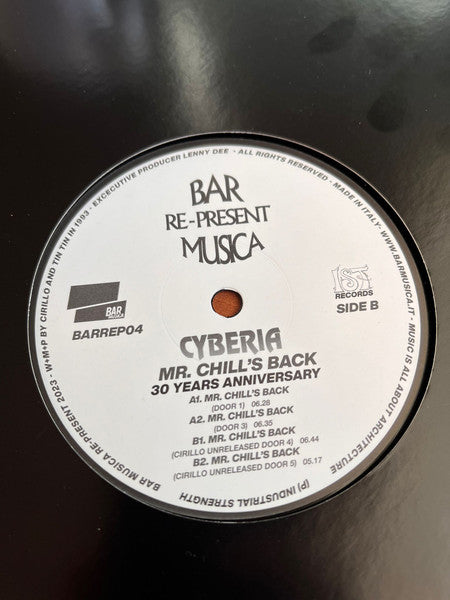 BAR MUSICA RE-PRESENT 2023 - W+M+P BY CIRILLO AND TIN TIN IN 1993 - EXCECUTIVE PRODUCER LENNY DEE - ALL RIGHTS RESERVED - MADE IN ITALY - WWW.BARMUSICA.IT - MUSIC IS ALL ABOUT ARCHITECTURE
BAR
RE-PRESENT
MUSICA
BAR
MUSICA
BARREP04
RECORDS
SIDE B
CYBERIA
MR. CHILL'S BACK
30 YEARS ANNIVERSARY
A1. MR. CHILL'S BACK
(DOOR 1) 06.28
A2. MR. CHILL'S BACK
(DOOR 3) 06.35
B1. MR. CHILL'S BACK
(CIRILLO UNRELEASED DOOR 4) 06.44
B2. MR. CHILL'S BACK
(CIRILLO UNRELEASED DOOR 5) 05.17
(P) INDUSTRIAL STRENGTH